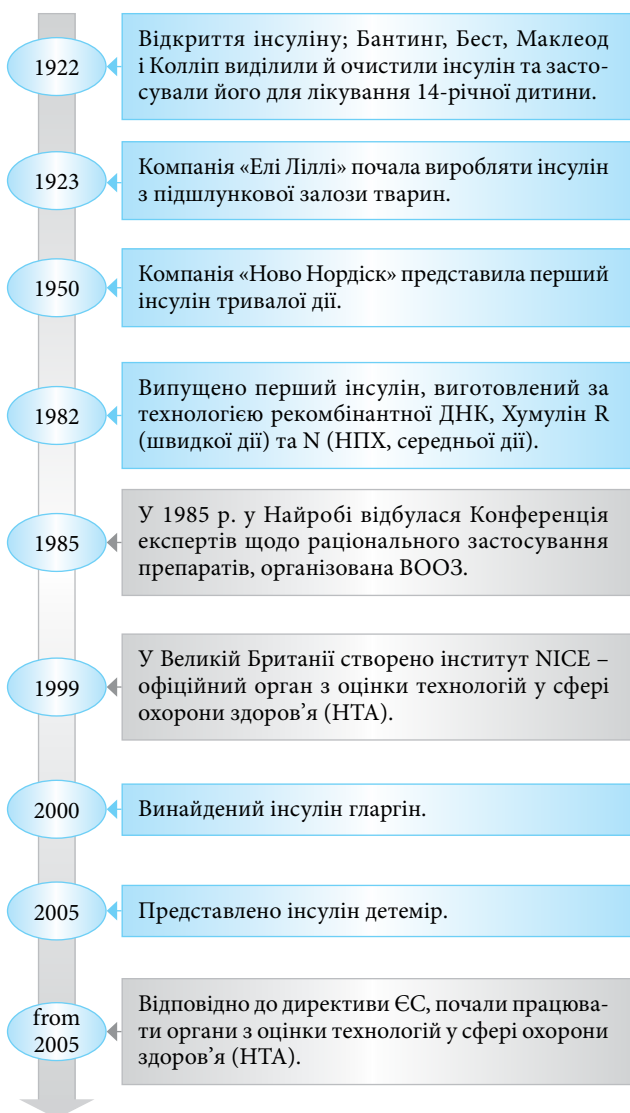 1922
Відкриття інсуліну; Бантинг, Бест, Маклеод
і Колліп виділили й очистили інсулін та засто-
сували його для лікування 14-річної дитини.
1923
Компанія «Елі Ліллі» почала виробляти інсулін
з підшлункової залози тварин.
1950
Компанія «Ново Нордіск» представила перший
інсулін тривалої дії.
1982
Випущено перший інсулін, виготовлений за
технологією рекомбінантної ДНК, Хумулін R
(швидкої дії) та N (НПХ, середньої дії).
1985
У 1985 р. у Найробі відбулася Конференція
експертів щодо раціонального застосування
препаратів, організована ВООЗ.
1999
У Великій Британії створено інститут NICE –
офіційний орган з оцінки технологій у сфері
охорони здоров'я (НТА).
2000
Винайдений інсулін гларгін.
2005
Представлено інсулін детемір.
from
2005
Відповідно до директиви ЄС, почали працюва-
ти органи з оцінки технологій у сфері охорони
здоров'я (НТА).